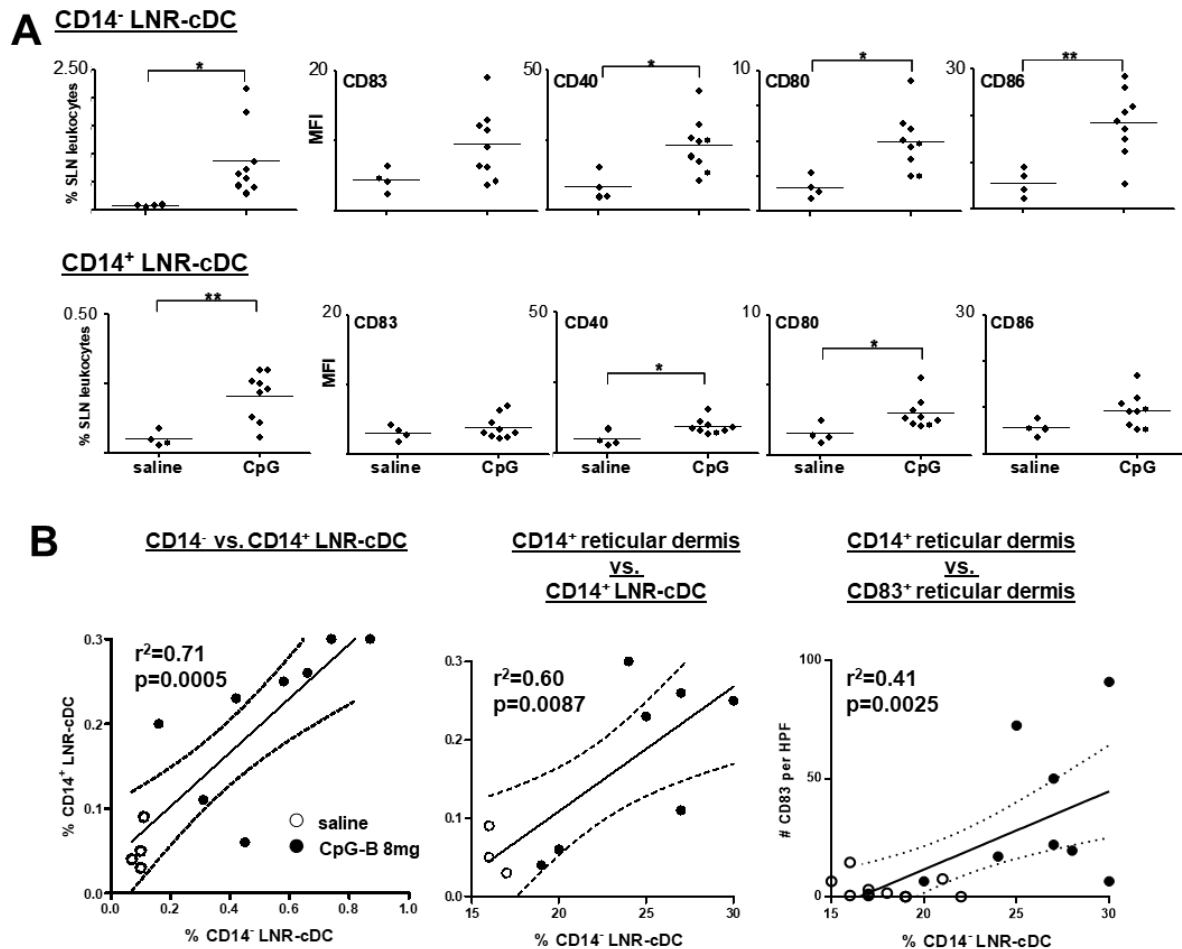 A
CD14⁻ LNR-cDC
2.50
% SLN leukocytes
*
20
MFI
CD83
50
CD40
*
10
CD80
*
30
CD86
**
CD14⁺ LNR-cDC
0.50
% SLN leukocytes
**
saline CpG
20
MFI
CD83
saline CpG
50
CD40
*
saline CpG
10
CD80
*
saline CpG
30
CD86
saline CpG
B
CD14⁻ vs. CD14⁺ LNR-cDC
r²=0.71
p=0.0005
% CD14⁺ LNR-cDC
0.3
0.2
0.1
0.0
saline
CpG-B 8mg
0.0 0.2 0.4 0.6 0.8 1.0
% CD14⁻ LNR-cDC
CD14⁺ reticular dermis
vs.
CD14⁺ LNR-cDC
r²=0.60
p=0.0087
0.3
0.2
0.1
0.0
15 20 25 30
% CD14⁻ LNR-cDC
CD14⁺ reticular dermis
vs.
CD83⁺ reticular dermis
r²=0.41
p=0.0025
# CD83 per HPF
100
50
0
15 20 25 30
% CD14⁻ LNR-cDC